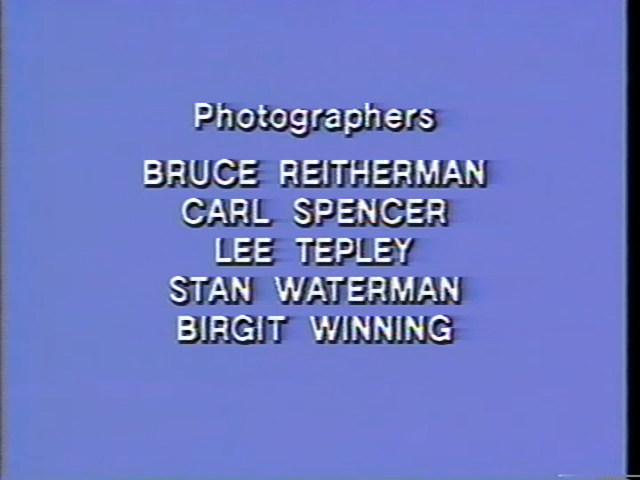 Photographers
BRUCE REITHERMAN
CARL SPENCER
LEE TEPLEY
STAN WATERMAN
BIRGIT WINNING